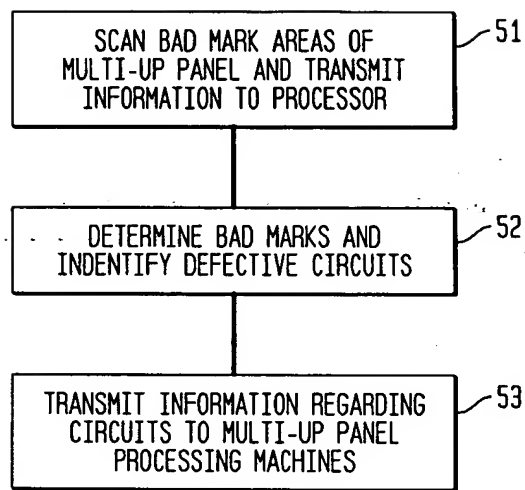 SCAN BAD MARK AREAS OF
MULTI-UP PANEL AND TRANSMIT
INFORMATION TO PROCESSOR
51
DETERMINE BAD MARKS AND
INDENTIFY DEFECTIVE CIRCUITS
52
TRANSMIT INFORMATION REGARDING
CIRCUITS TO MULTI-UP PANEL
PROCESSING MACHINES
53